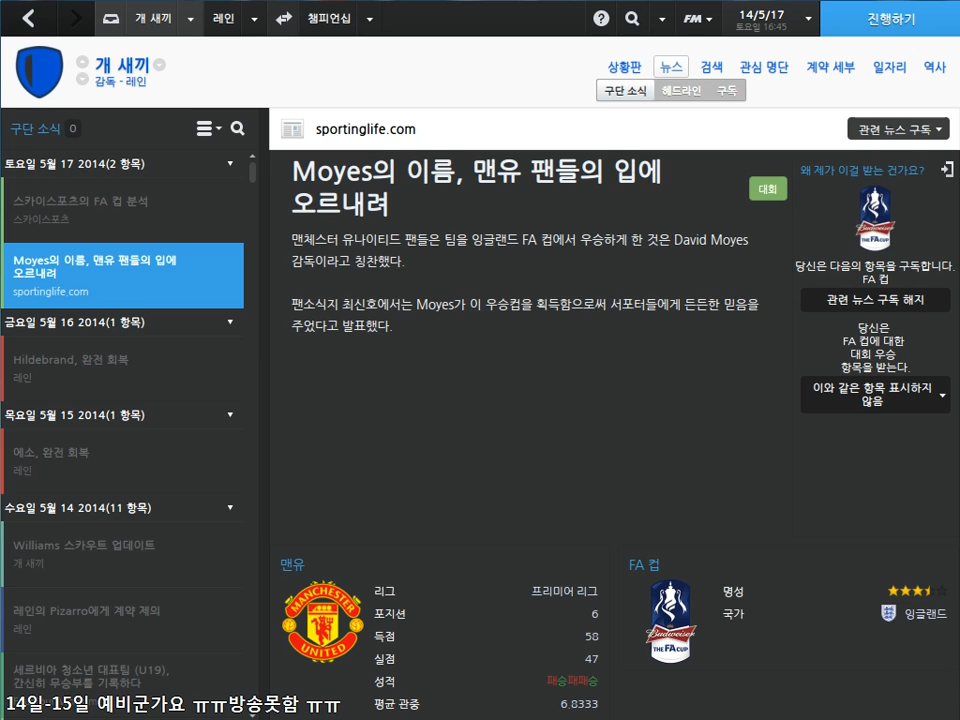 개 새끼
레인
챔피언십
?
FM
14/5/17
토요일 16:45
진행하기
개 새끼
감독 - 레인
상황판
뉴스
검색
관심 명단
계약 세부
일자리
역사
구단 소식
헤드라인
구독
구단 소식 0
sportinglife.com
관련 뉴스 구독
토요일 5월 17 2014(2 항목)
스카이스포츠의 FA 컵 분석
스카이스포츠
Moyes의 이름, 맨유 팬들의 입에
오르내려
sportinglife.com
금요일 5월 16 2014(1 항목)
Hildebrand, 완전 회복
레인
목요일 5월 15 2014(1 항목)
에소, 완전 회복
레인
수요일 5월 14 2014(11 항목)
Williams 스카우트 업데이트
개 새끼
레인의 Pizarro에게 계약 제의
레인
세르비아 청소년 대표팀 (U19),
간신히 무승부를 기록하다
Moyes의 이름, 맨유 팬들의 입에
오르내려
대회
맨체스터 유나이티드 팬들은 팀을 잉글랜드 FA 컵에서 우승하게 한 것은 David Moyes
감독이라고 칭찬했다.
팬소식지 최신호에서는 Moyes가 이 우승컵을 획득함으로써 서포터들에게 든든한 믿음을
주었다고 발표했다.
왜 제가 이걸 받는 건가요?
Budweiser
THE FA CUP
당신은 다음의 항목을 구독합니다.
FA 컵
관련 뉴스 구독 해지
당신은
FA 컵에 대한
대회 우승
항목을 받는다.
이와 같은 항목 표시하지
않음
맨유
MANCHESTER
UNITED
리그 프리미어 리그
포지션 6
득점 58
실점 47
성적 패승패패승
평균 관중 6.8333
FA 컵
Budweiser
THE FA CUP
명성
국가 잉글랜드
14일-15일 예비군가요 ㅠㅠ방송못함 ㅠㅠ